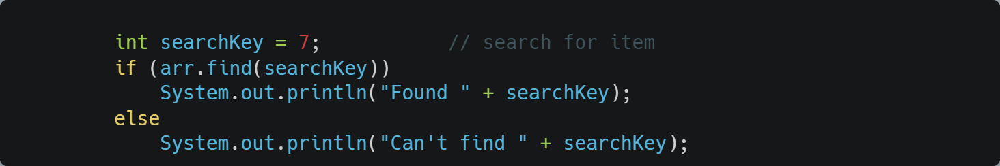 int searchKey = 7;           // search for item
if (arr.find(searchKey))
    System.out.println("Found " + searchKey);
else
    System.out.println("Can't find " + searchKey);